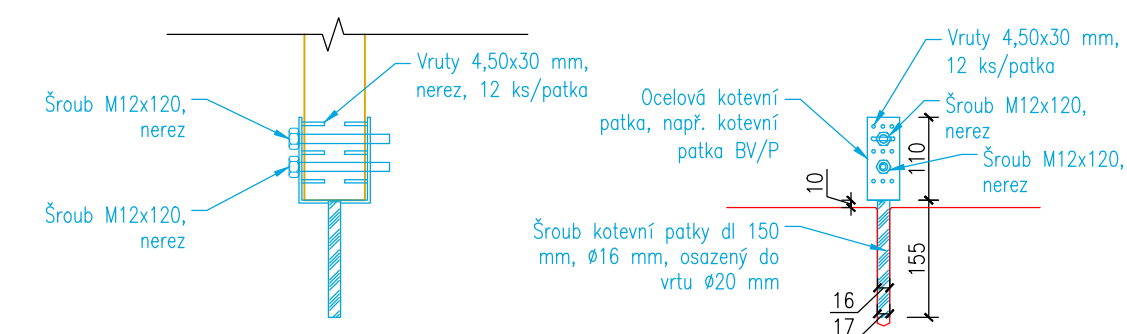 Vruty 4,50x30 mm,
nerez, 12 ks/patka
Šroub M12x120,
nerez
Šroub M12x120,
nerez
Vruty 4,50x30 mm,
12 ks/patka
Ocelová kotevní
patka, např. kotevní
patka BV/P
Šroub M12x120,
nerez
Šroub M12x120,
nerez
110
10
Šroub kotevní patky dl 150
mm, Ø16 mm, osazený do
vrtu Ø20 mm
155
16
17